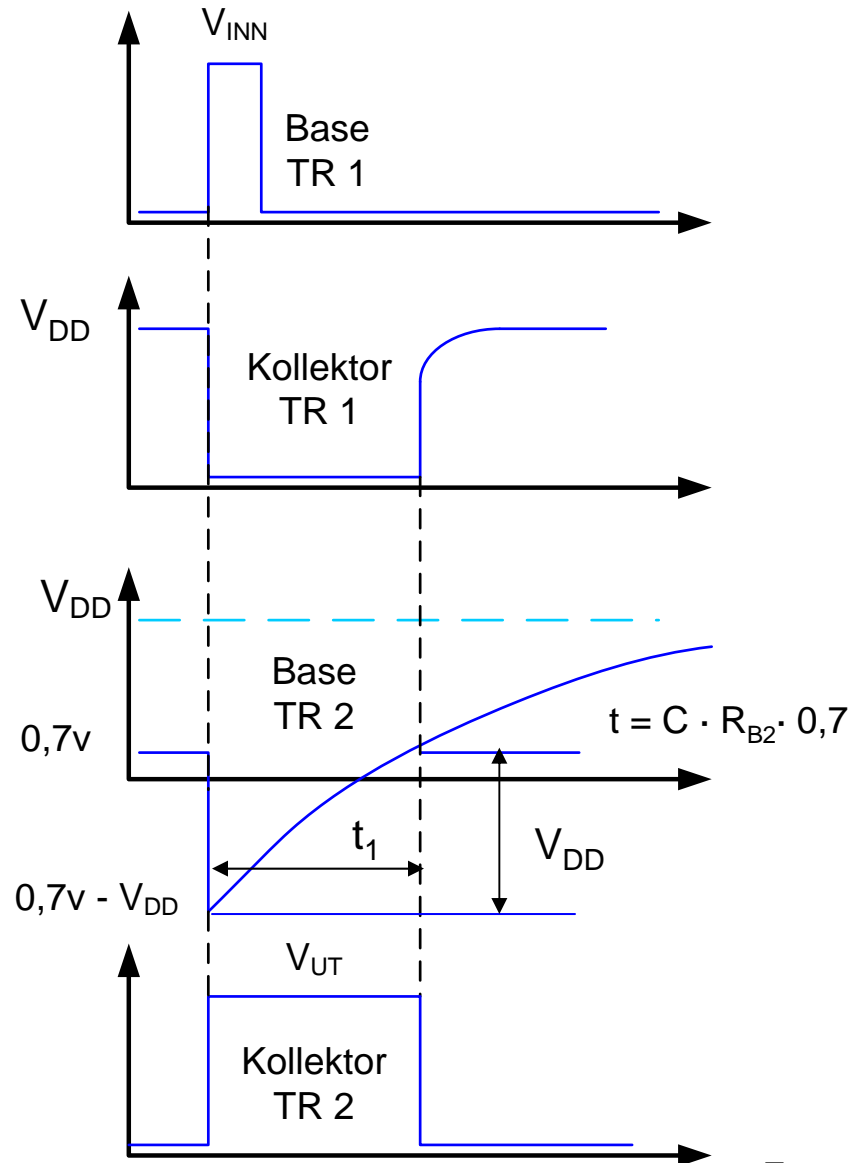 V_INN
Base
TR 1
V_DD
Kollektor
TR 1
V_DD
Base
TR 2
0,7v
t = C · R_B2 · 0,7
t_1
V_DD
0,7v - V_DD
V_UT
Kollektor
TR 2